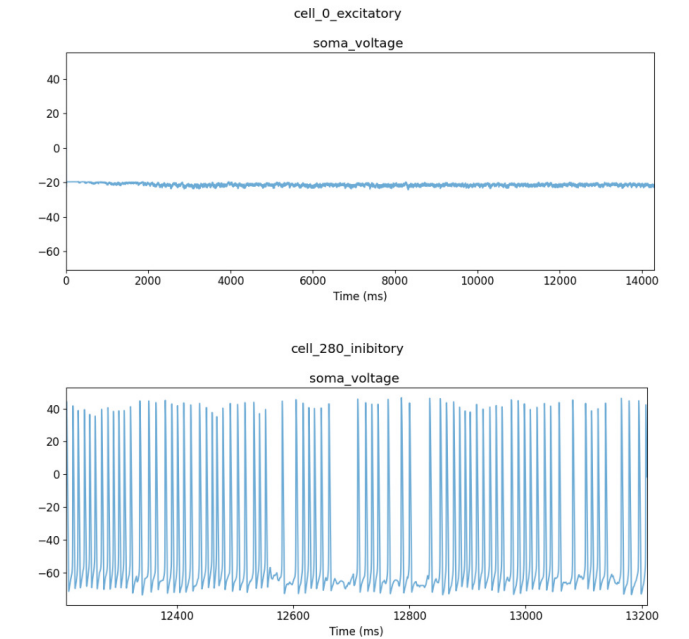 cell_0_excitatory
soma_voltage
40
20
0
−20
−40
−60
0 2000 4000 6000 8000 10000 12000 14000
Time (ms)
cell_280_inibitory
soma_voltage
40
20
0
−20
−40
−60
12400 12600 12800 13000 13200
Time (ms)